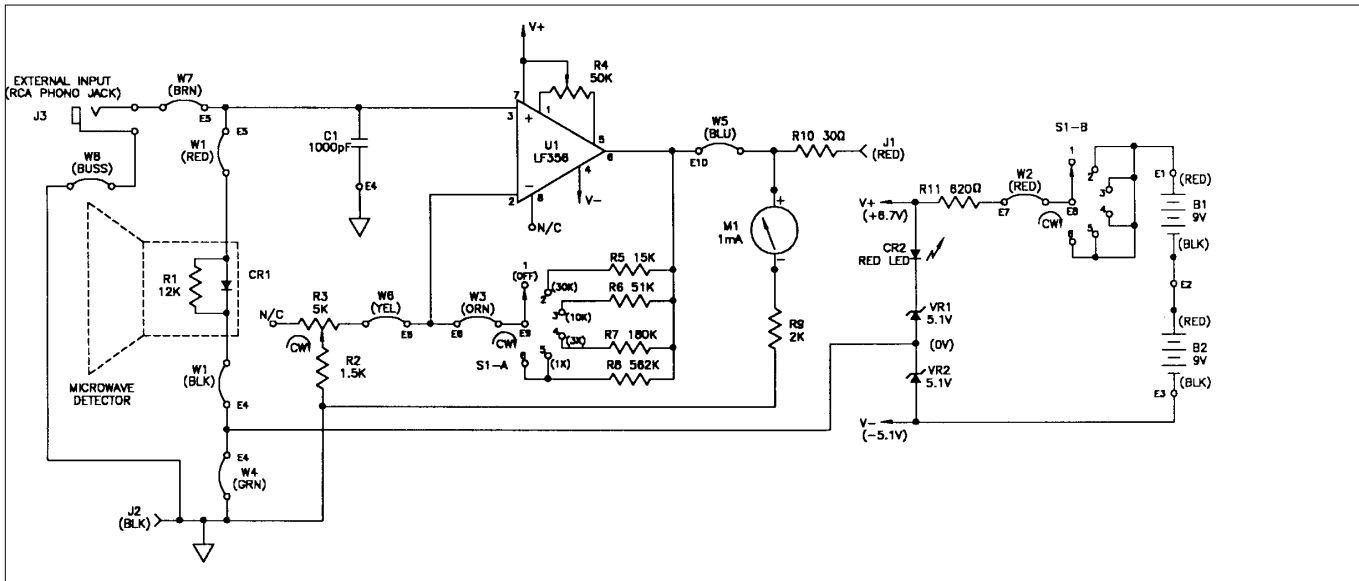 EXTERNAL INPUT
(RCA PHONO JACK)
J3
W7
(BRN)
E5
E5
W1
(RED)
W8
(BUSS)
C1
1000pF
E4
V+
R4
50K
7
3
+
1
5
U1
LF356
6
4
V-
−
2
8
N/C
W5
(BLU)
E10
R10 30Ω
J1
(RED)
M1
1mA
+
−
R9
2K
R1
12K
CR1
MICROWAVE
DETECTOR
W1
(BLK)
E4
E4
W4
(GRN)
J2
(BLK)
N/C
R3
5K
CW
R2
1.5K
W6
(YEL)
E6
W3
(ORN)
E9
CW
S1-A
1
(OFF)
2
(30K)
3
(10K)
4
(3X)
5
(1X)
6
R5 15K
R6 51K
R7 180K
R8 562K
S1-B
1
2
3
4
5
6
R11 620Ω
W2
(RED)
E7
E8
CW
V+
(+6.7V)
CR2
RED LED
VR1
5.1V
(0V)
VR2
5.1V
V-
(-5.1V)
E1
(RED)
B1
9V
(BLK)
E2
(RED)
B2
9V
(BLK)
E3